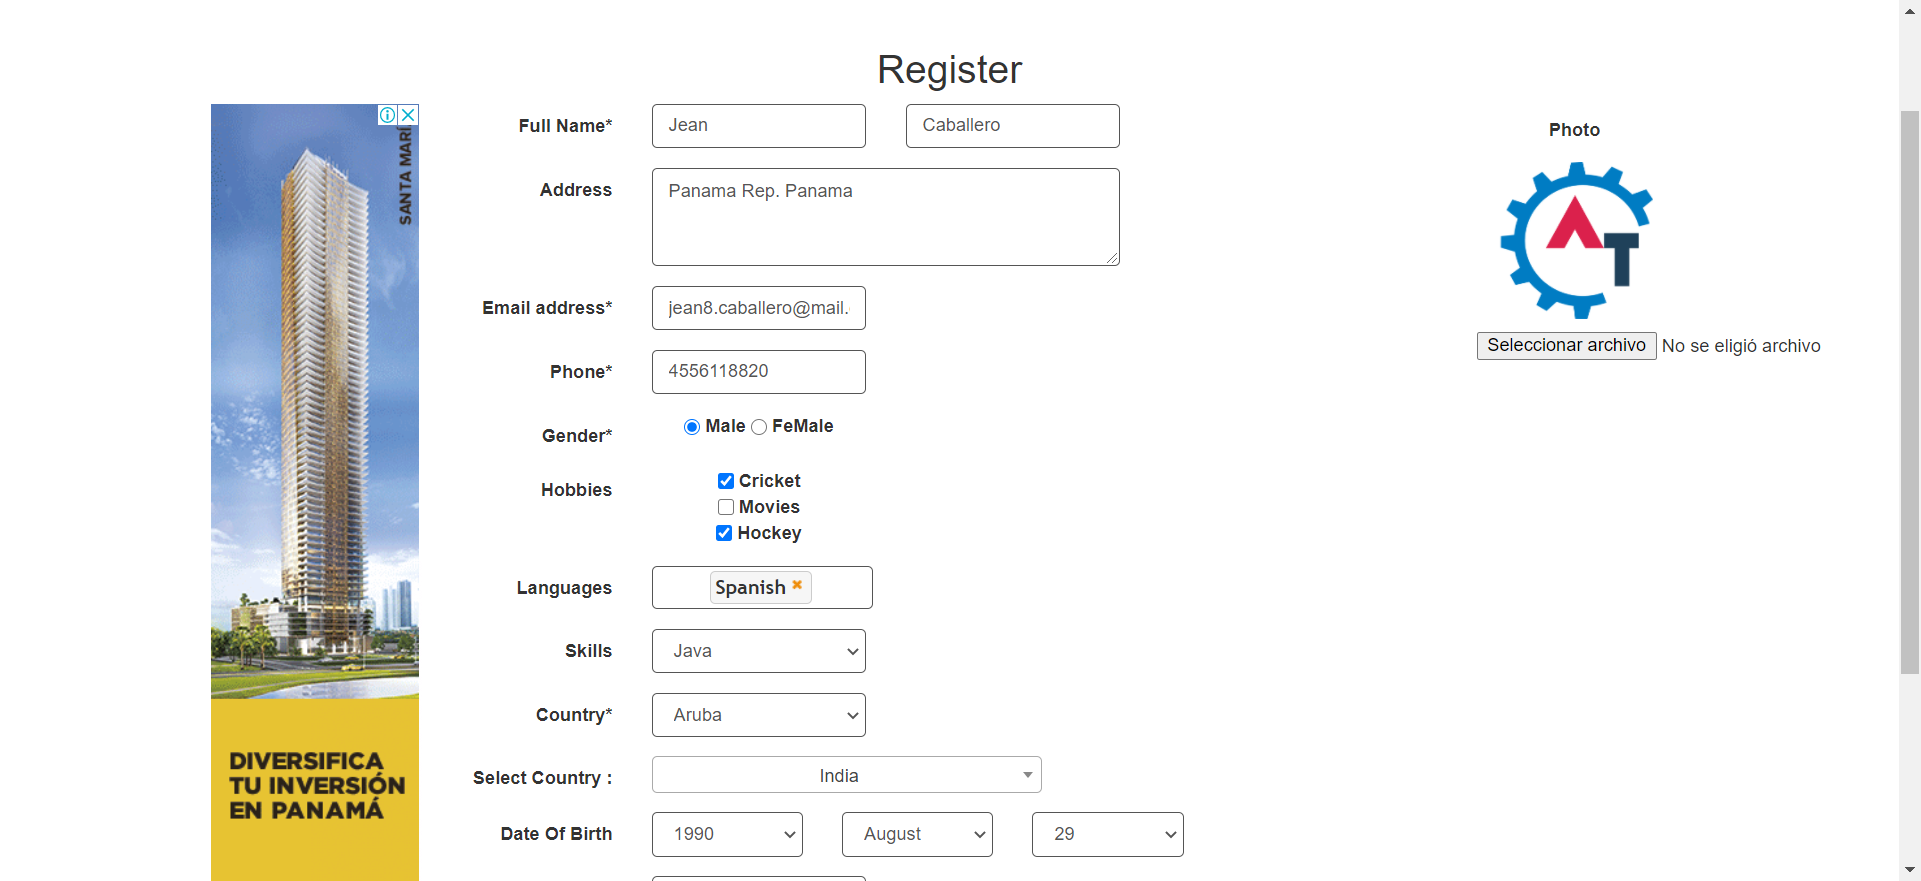 Register
SANTA MARÍ
DIVERSIFICA
TU INVERSIÓN
EN PANAMÁ
Full Name* Jean Caballero
Address Panama Rep. Panama
Email address* jean8.caballero@mail.
Phone* 4556118820
Gender* Male FeMale
Hobbies Cricket
Movies
Hockey
Languages Spanish
Skills Java
Country* Aruba
Select Country : India
Date Of Birth 1990 August 29
Photo
AT
Seleccionar archivo No se eligió archivo